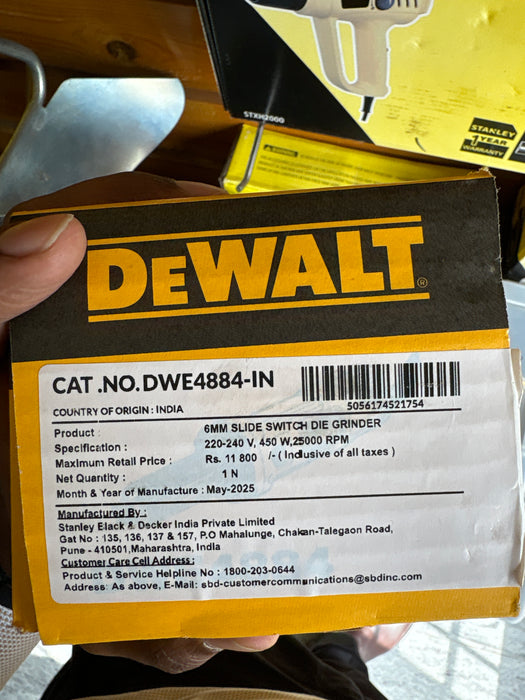 STXH2000
STANLEY
1 YEAR
WARRANTY
WARNING
DEWALT®
CAT .NO. DWE4884-IN
5056174521754
COUNTRY OF ORIGIN : INDIA
Product : 6MM SLIDE SWITCH DIE GRINDER
Specification : 220-240 V, 450 W,25000 RPM
Maximum Retail Price : Rs. 11 800 /- ( Inclusive of all taxes )
Net Quantity : 1 N
Month & Year of Manufacture : May-2025
Manufactured By :
Stanley Black & Decker India Private Limited
Gat No : 135, 136, 137 & 157, P.O Mahalunge, Chakan-Talegaon Road,
Pune - 410501,Maharashtra, India
Customer Care Cell Address :
Product & Service Helpline No : 1800-203-0644
Address: As above, E-Mail: sbd-customercommunications@sbdinc.com